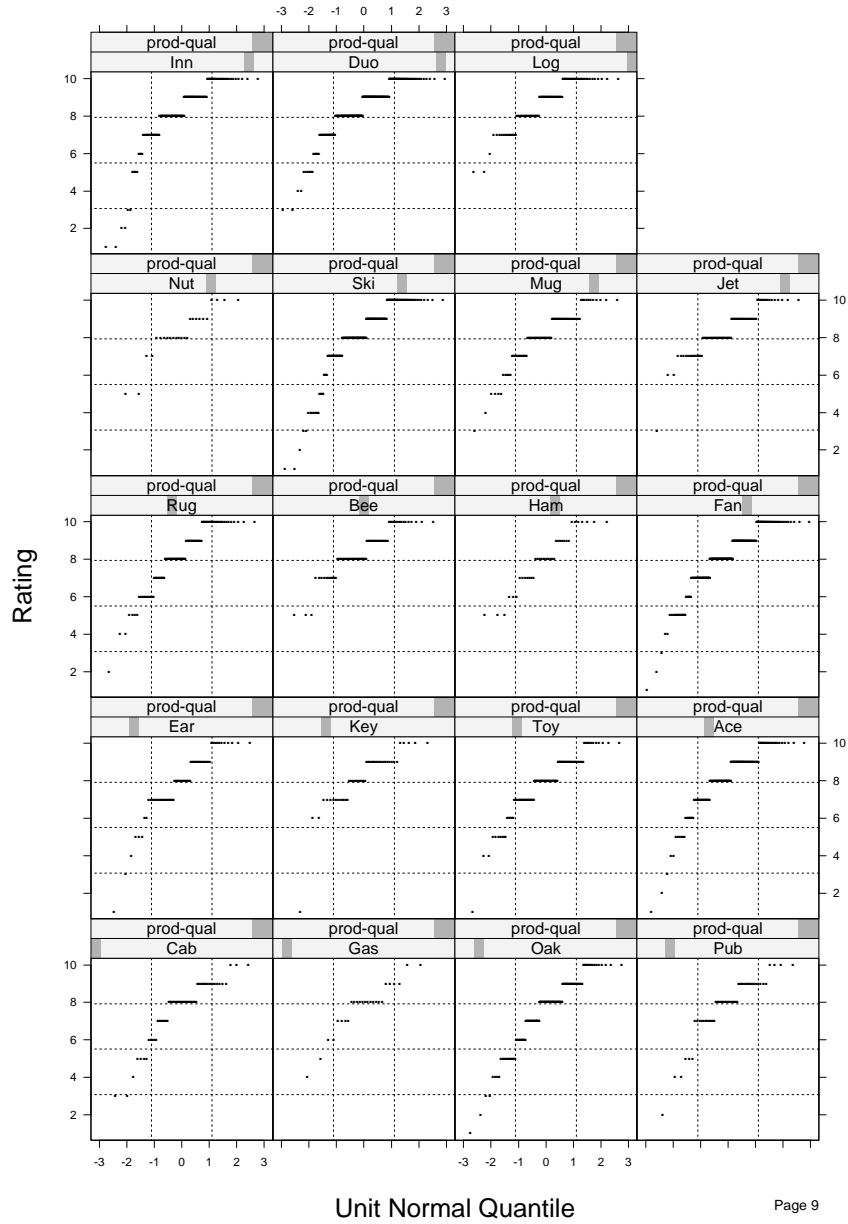 -3 -2 -1 0 1 2 3
prod-qual prod-qual prod-qual
Inn Duo Log
10
8
6
4
2
prod-qual prod-qual prod-qual prod-qual
Nut Ski Mug Jet
10
8
6
4
2
prod-qual prod-qual prod-qual prod-qual
Rug Bee Ham Fan
10
8
6
4
2
prod-qual prod-qual prod-qual prod-qual
Ear Key Toy Ace
10
8
6
4
2
prod-qual prod-qual prod-qual prod-qual
Cab Gas Oak Pub
10
8
6
4
2
-3 -2 -1 0 1 2 3 -3 -2 -1 0 1 2 3
Rating
Unit Normal Quantile
Page 9